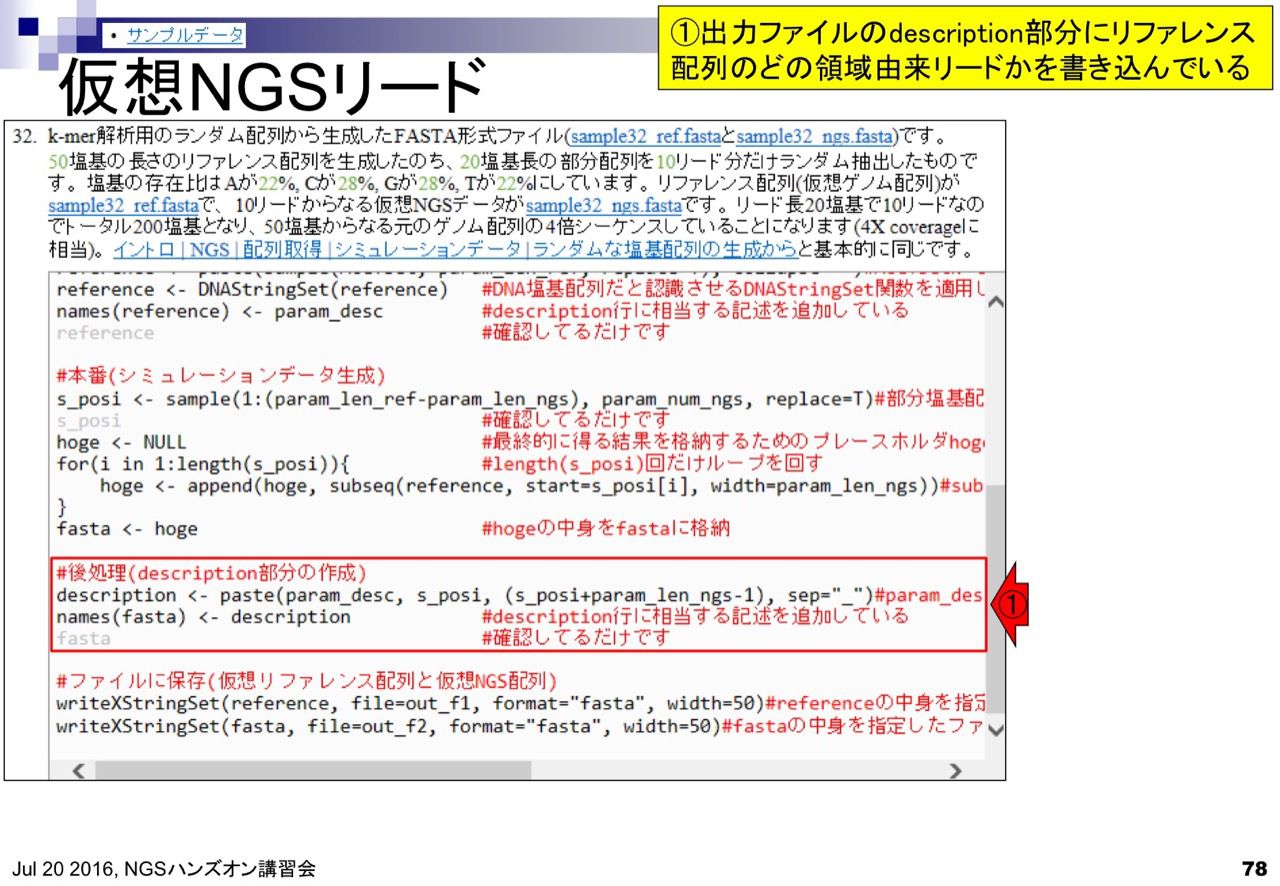 • サンプルデータ
仮想NGSリード
①出力ファイルのdescription部分にリファレンス
配列のどの領域由来リードかを書き込んでいる
32. k-mer解析用のランダム配列から生成したFASTA形式ファイル(sample32_ref.fastaとsample32_ngs.fasta)です。
50塩基の長さのリファレンス配列を生成したのち、20塩基長の部分配列を10リード分だけランダム抽出したもので
す。塩基の存在比はAが22%, Cが28%, Gが28%, Tが22%にしています。リファレンス配列(仮想ゲノム配列)が
sample32_ref.fastaで、10リードからなる仮想NGSデータがsample32_ngs.fastaです。リード長20塩基で10リードなの
でトータル200塩基となり、50塩基からなる元のゲノム配列の4倍シーケンスしていることになります(4X coverageに
相当)。イントロ | NGS | 配列取得 | シミュレーションデータ | ランダムな塩基配列の生成からと基本的に同じです。
reference <- DNAStringSet(reference) #DNA塩基配列だと認識させるDNAStringSet関数を適用し
names(reference) <- param_desc #description行に相当する記述を追加している
reference #確認してるだけです
#本番(シミュレーションデータ生成)
s_posi <- sample(1:(param_len_ref-param_len_ngs), param_num_ngs, replace=T)#部分塩基配
s_posi #確認してるだけです
hoge <- NULL #最終的に得る結果を格納するためのプレースホルダhoge
for(i in 1:length(s_posi)){ #length(s_posi)回だけループを回す
hoge <- append(hoge, subseq(reference, start=s_posi[i], width=param_len_ngs))#sub
}
fasta <- hoge #hogeの中身をfastaに格納
#後処理(description部分の作成)
description <- paste(param_desc, s_posi, (s_posi+param_len_ngs-1), sep="_")#param_des
names(fasta) <- description #description行に相当する記述を追加している
fasta #確認してるだけです
①
#ファイルに保存(仮想リファレンス配列と仮想NGS配列)
writeXStringSet(reference, file=out_f1, format="fasta", width=50)#referenceの中身を指定
writeXStringSet(fasta, file=out_f2, format="fasta", width=50)#fastaの中身を指定したファ
Jul 20 2016, NGSハンズオン講習会
78